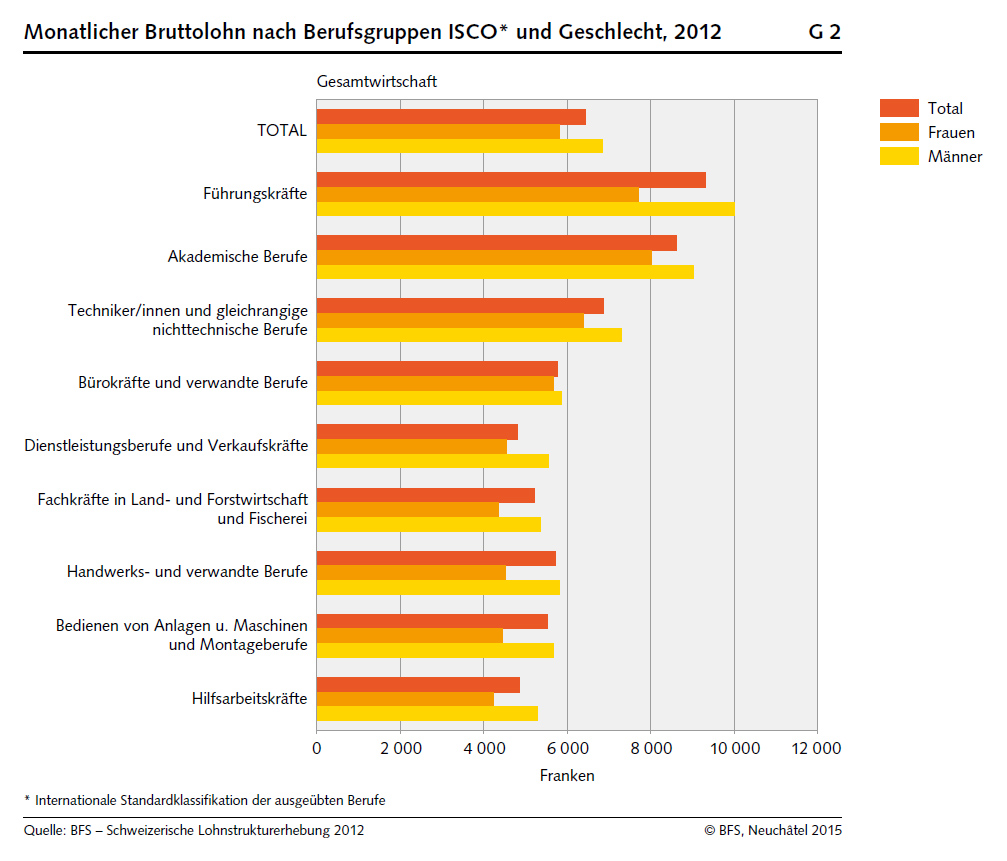 Monatlicher Bruttolohn nach Berufsgruppen ISCO* und Geschlecht, 2012 G 2
Gesamtwirtschaft
Total
Frauen
Männer
TOTAL
Führungskräfte
Akademische Berufe
Techniker/innen und gleichrangige
nichttechnische Berufe
Bürokräfte und verwandte Berufe
Dienstleistungsberufe und Verkaufskräfte
Fachkräfte in Land- und Forstwirtschaft
und Fischerei
Handwerks- und verwandte Berufe
Bedienen von Anlagen u. Maschinen
und Montageberufe
Hilfsarbeitskräfte
0 2 000 4 000 6 000 8 000 10 000 12 000
Franken
* Internationale Standardklassifikation der ausgeübten Berufe
Quelle: BFS – Schweizerische Lohnstrukturerhebung 2012 © BFS, Neuchâtel 2015